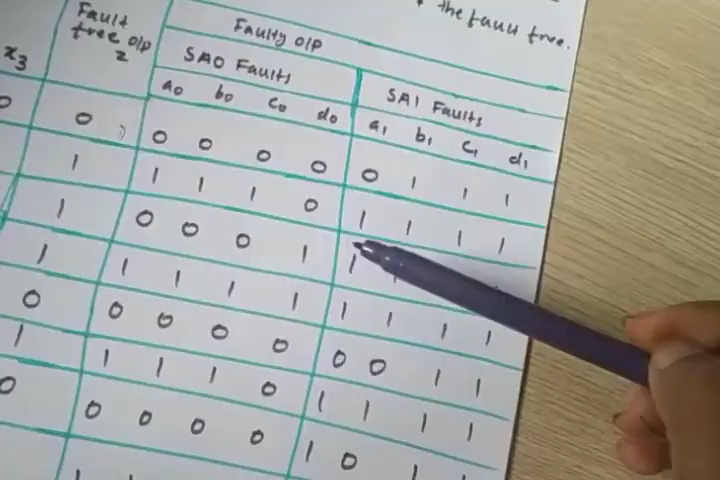 the fault free.
Fault
free o/p
z
x₃
Faulty o/p
SA0 Faults
SA1 Faults
a₀ b₀ c₀ d₀ a₁ b₁ c₁ d₁
0 0 0 0 0 0 0 1 1 1
1 1 1 1 0 1 1 1 1
1 0 0 0 1 1
1 1 1 1 1 1 1 1 1
0 0 0 0 0 0 0 1 1
1 1 1 1 0 1 1 1 1
0 0 0 0 0 1 0 1
1 1